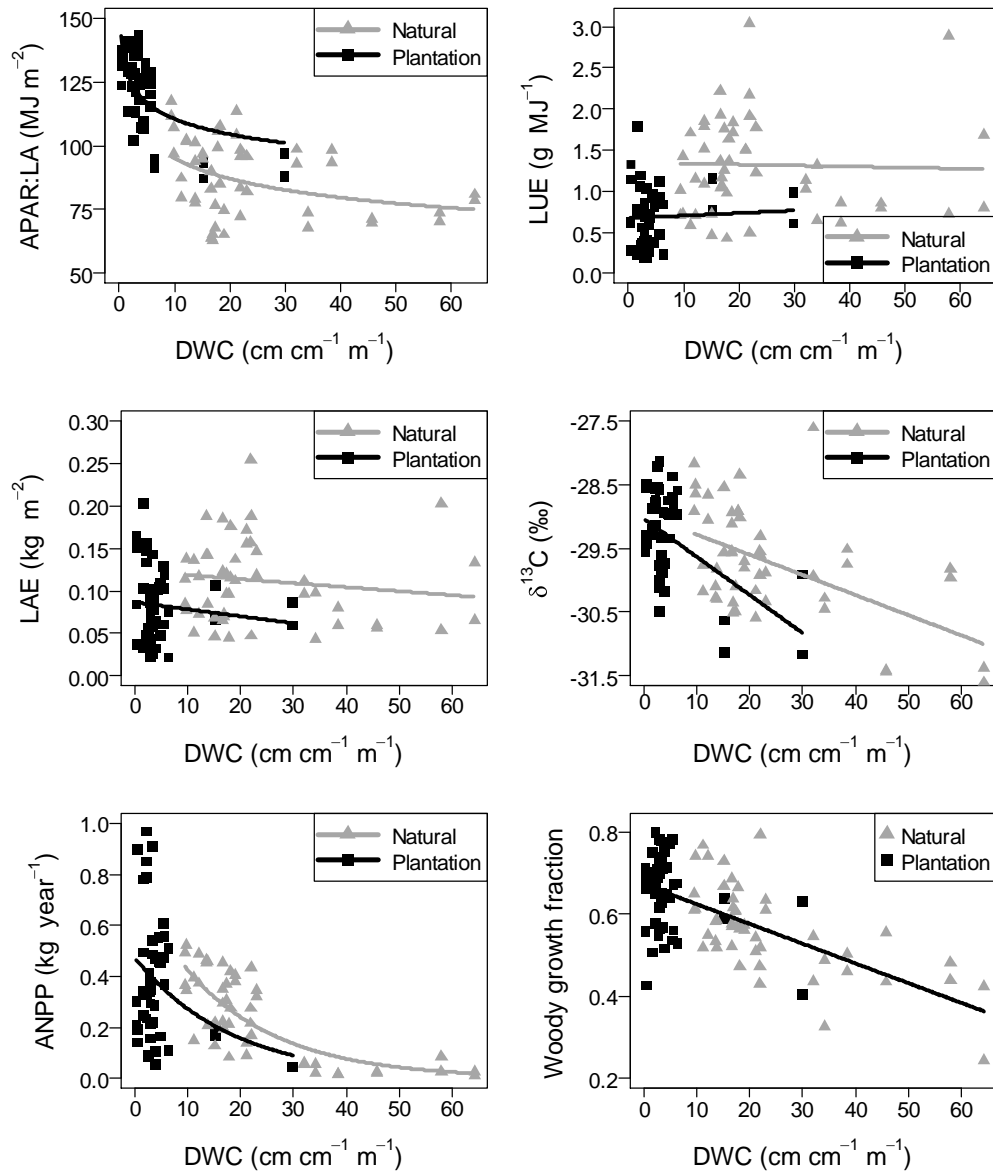 APAR:LA (MJ m⁻²)
150
125
100
75
50
Natural
Plantation
0 10 20 30 40 50 60
DWC (cm cm⁻¹ m⁻¹)
LUE (g MJ⁻¹)
3.0
2.5
2.0
1.5
1.0
0.5
0.0
Natural
Plantation
0 10 20 30 40 50 60
DWC (cm cm⁻¹ m⁻¹)
LAE (kg m⁻²)
0.30
0.25
0.20
0.15
0.10
0.05
0.00
Natural
Plantation
0 10 20 30 40 50 60
DWC (cm cm⁻¹ m⁻¹)
δ¹³C (‰)
-27.5
-28.5
-29.5
-30.5
-31.5
Natural
Plantation
0 10 20 30 40 50 60
DWC (cm cm⁻¹ m⁻¹)
ANPP (kg year⁻¹)
1.0
0.8
0.6
0.4
0.2
0.0
Natural
Plantation
0 10 20 30 40 50 60
DWC (cm cm⁻¹ m⁻¹)
Woody growth fraction
0.8
0.6
0.4
0.2
Natural
Plantation
0 10 20 30 40 50 60
DWC (cm cm⁻¹ m⁻¹)